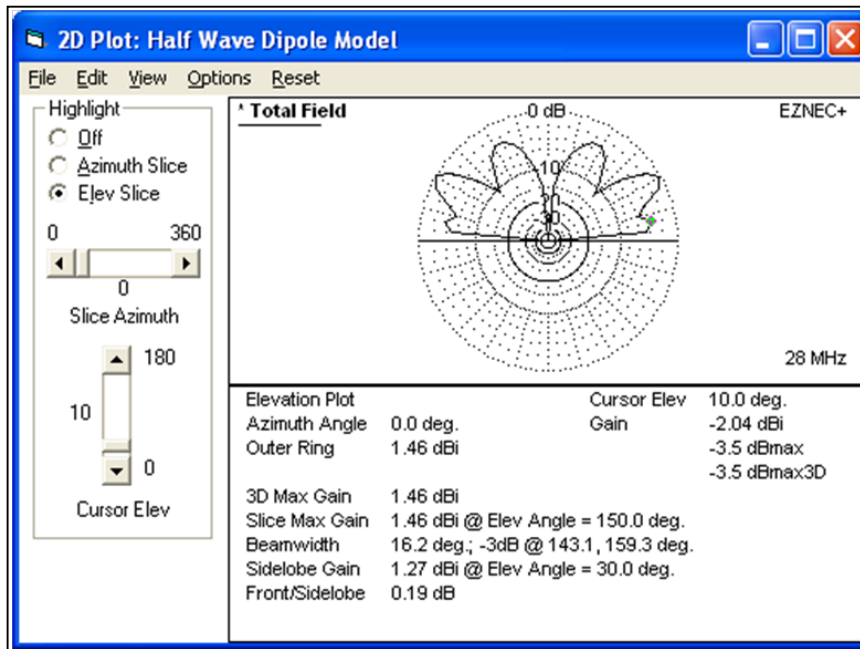 2D Plot: Half Wave Dipole Model
File Edit View Options Reset
Highlight
Off
Azimuth Slice
Elev Slice
0 360
0
Slice Azimuth
180
10
0
Cursor Elev
* Total Field
0 dB
EZNEC+
-10
28 MHz
Elevation Plot Cursor Elev 10.0 deg.
Azimuth Angle 0.0 deg. Gain -2.04 dBi
Outer Ring 1.46 dBi -3.5 dBmax
-3.5 dBmax3D
3D Max Gain 1.46 dBi
Slice Max Gain 1.46 dBi @ Elev Angle = 150.0 deg.
Beamwidth 16.2 deg.; -3dB @ 143.1, 159.3 deg.
Sidelobe Gain 1.27 dBi @ Elev Angle = 30.0 deg.
Front/Sidelobe 0.19 dB